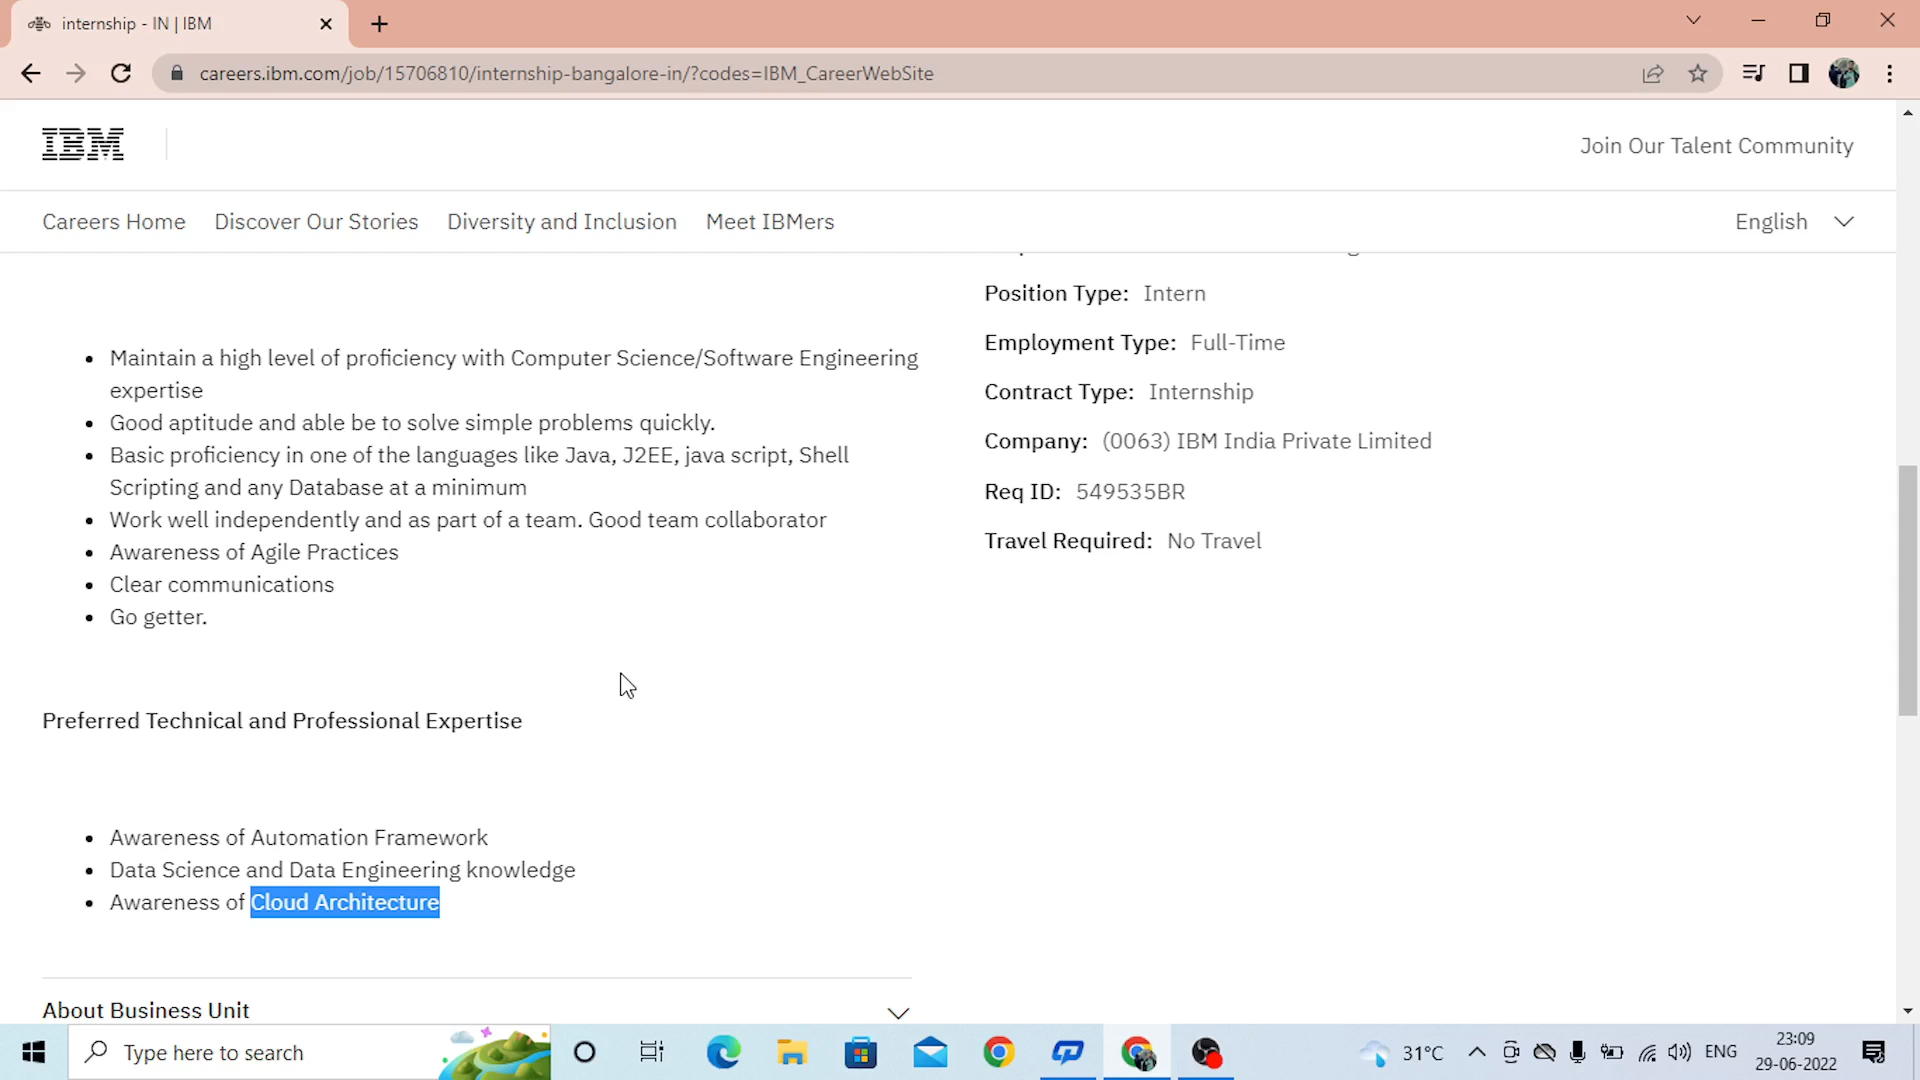 internship - IN | IBM
careers.ibm.com/job/15706810/internship-bangalore-in/?codes=IBM_CareerWebSite
IBM
Join Our Talent Community
Careers Home Discover Our Stories Diversity and Inclusion Meet IBMers English
Position Type: Intern
Employment Type: Full-Time
Contract Type: Internship
Company: (0063) IBM India Private Limited
Req ID: 549535BR
Travel Required: No Travel
• Maintain a high level of proficiency with Computer Science/Software Engineering
expertise
• Good aptitude and able be to solve simple problems quickly.
• Basic proficiency in one of the languages like Java, J2EE, java script, Shell
Scripting and any Database at a minimum
• Work well independently and as part of a team. Good team collaborator
• Awareness of Agile Practices
• Clear communications
• Go getter.
Preferred Technical and Professional Expertise
• Awareness of Automation Framework
• Data Science and Data Engineering knowledge
• Awareness of Cloud Architecture
About Business Unit
Type here to search
31°C
ENG
23:09
29-06-2022